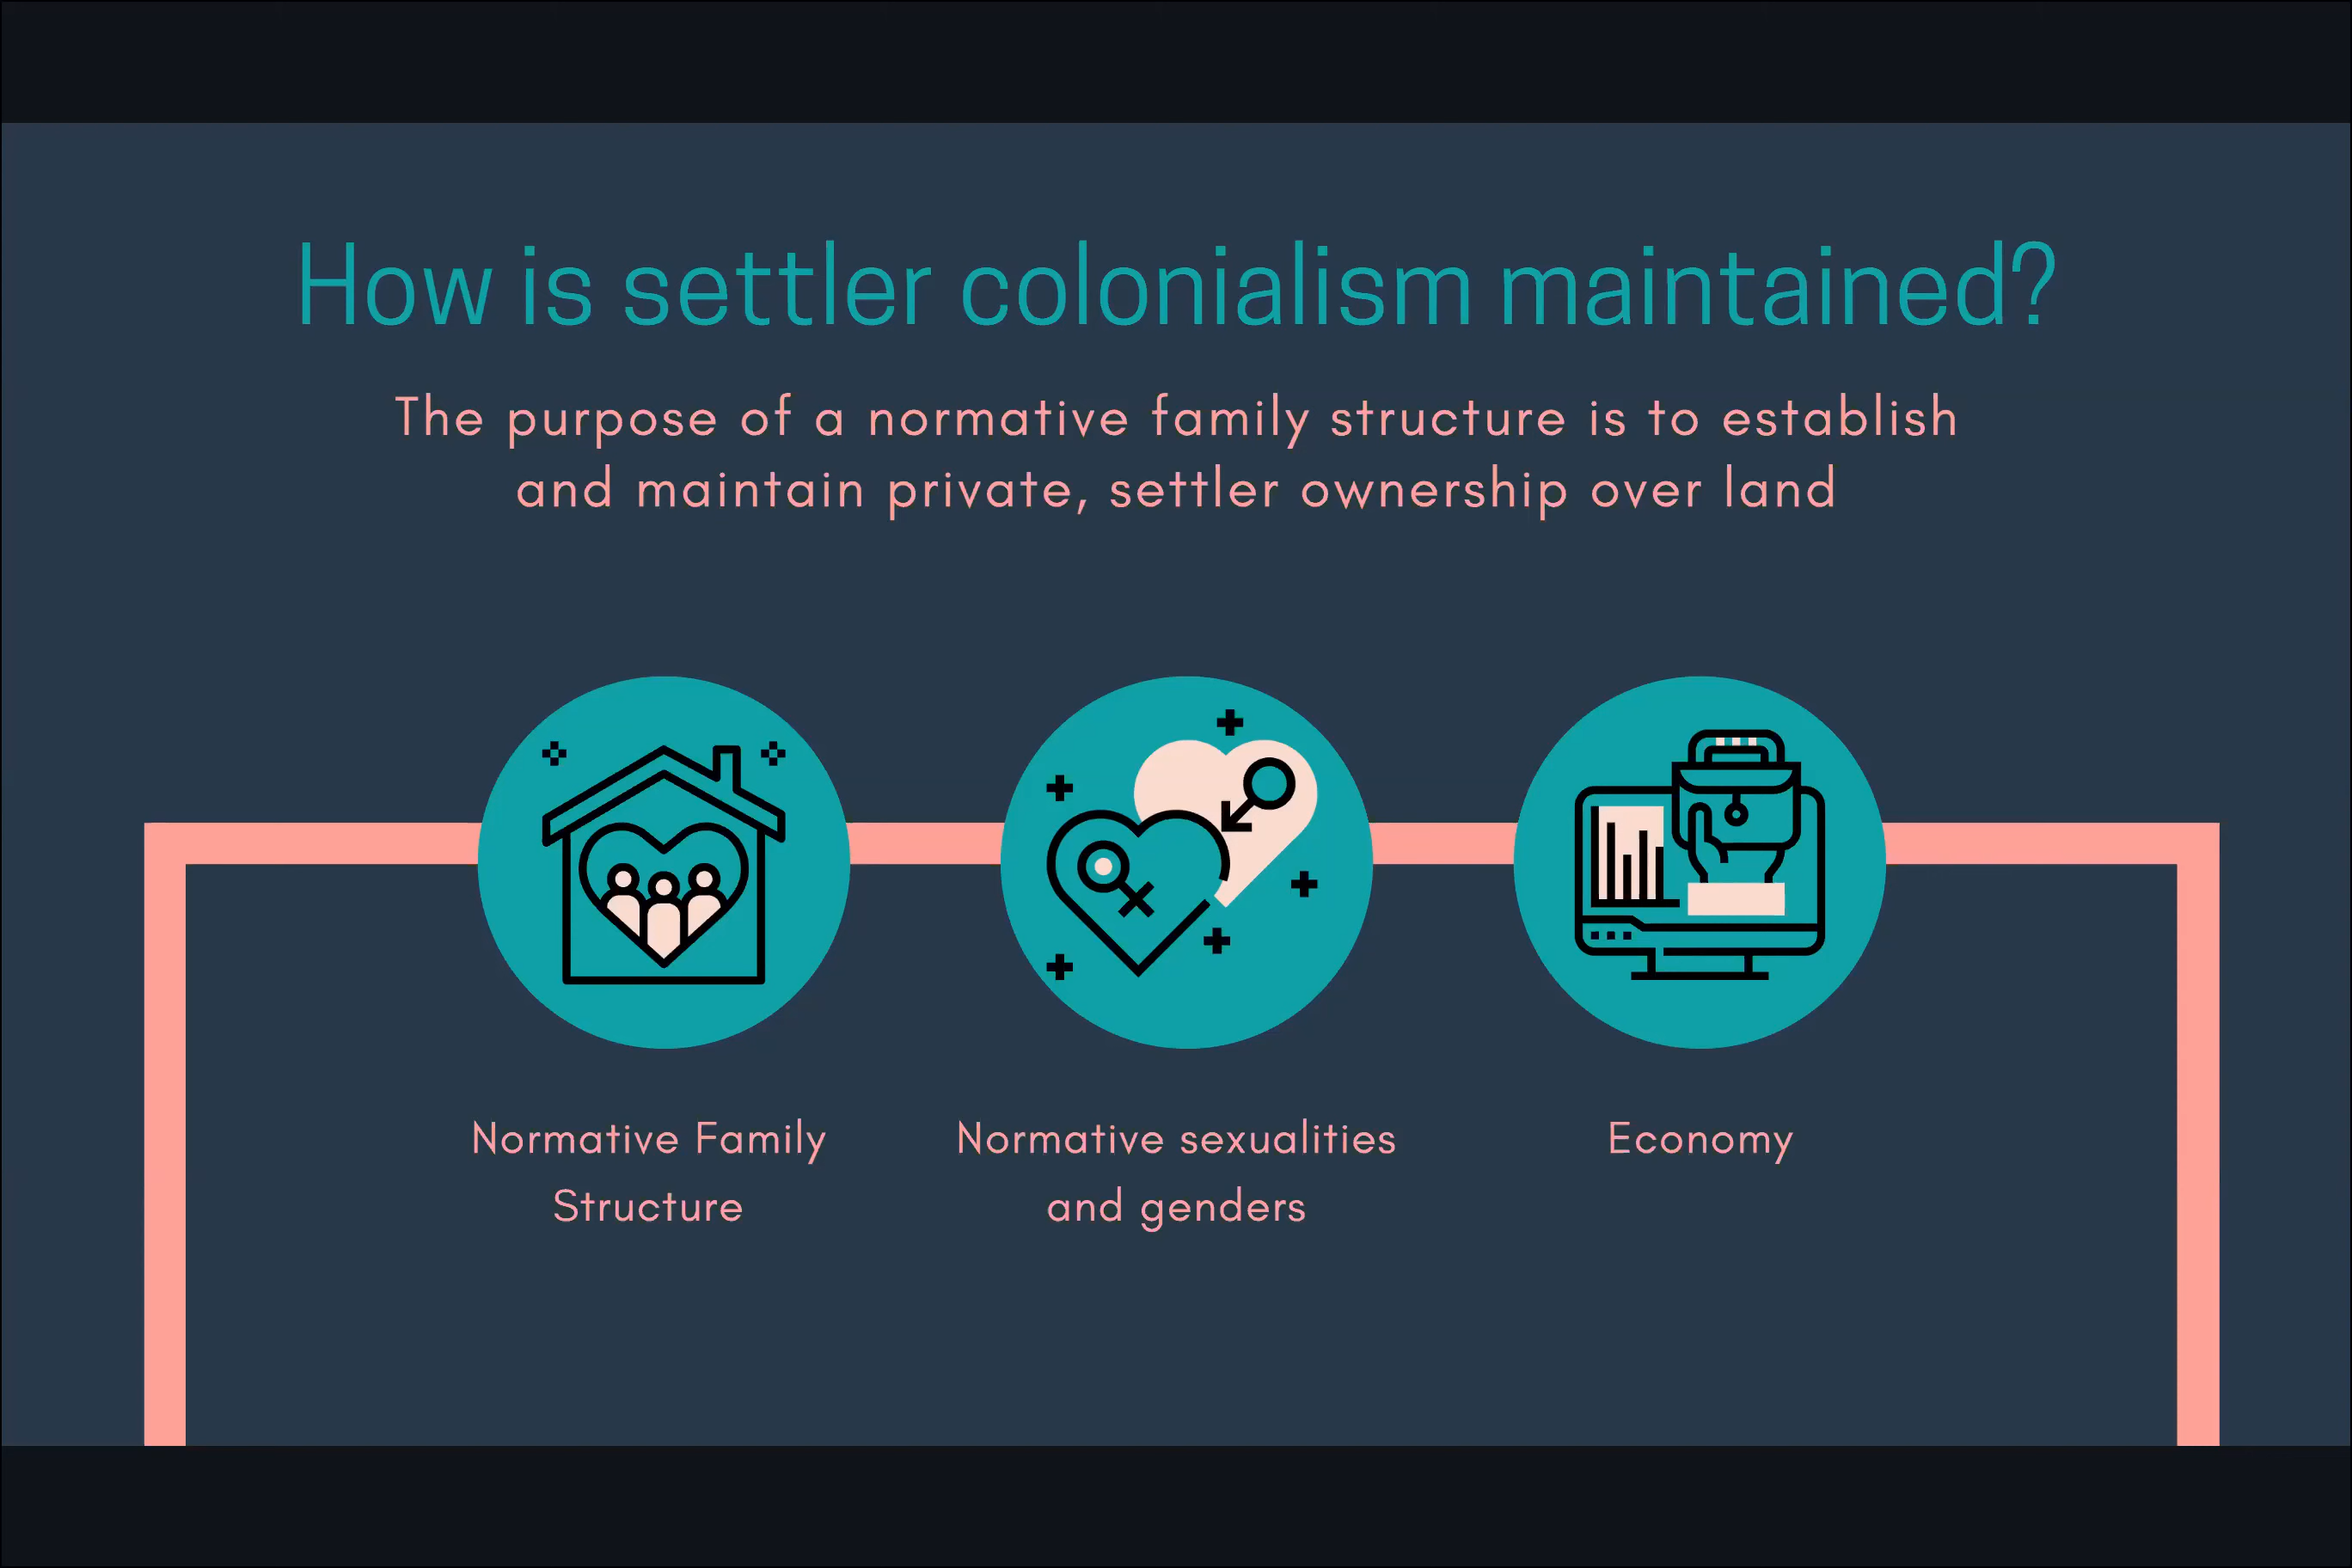 How is settler colonialism maintained?
The purpose of a normative family structure is to establish
and maintain private, settler ownership over land
Normative Family
Structure
Normative sexualities
and genders
Economy